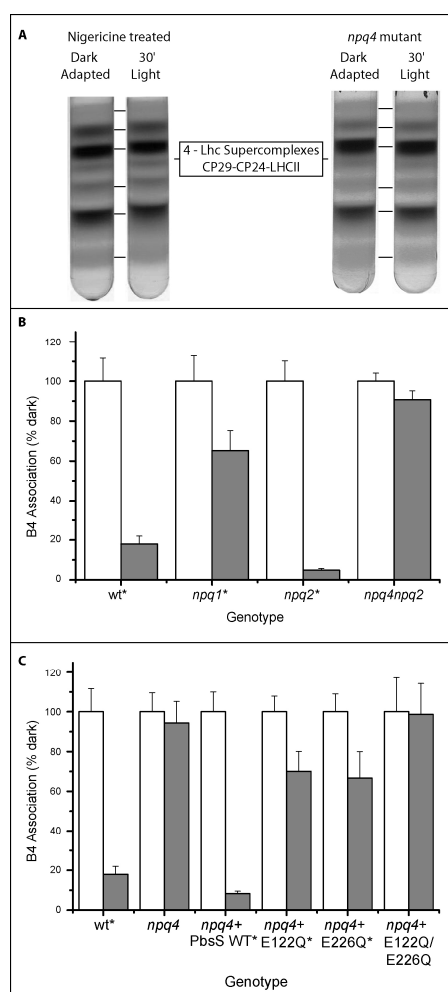 A
Nigericine treated
npq4 mutant
Dark Adapted
30' Light
Dark Adapted
30' Light
4 - Lhc Supercomplexes
CP29-CP24-LHCII
B
B4 Association (% dark)
120
100
80
60
40
20
0
wt*
npq1*
npq2*
npq4npq2
Genotype
C
B4 Association (% dark)
120
100
80
60
40
20
0
wt*
npq4
npq4+ PbsS WT*
npq4+ E122Q*
npq4+ E226Q*
npq4+ E122Q/ E226Q
Genotype